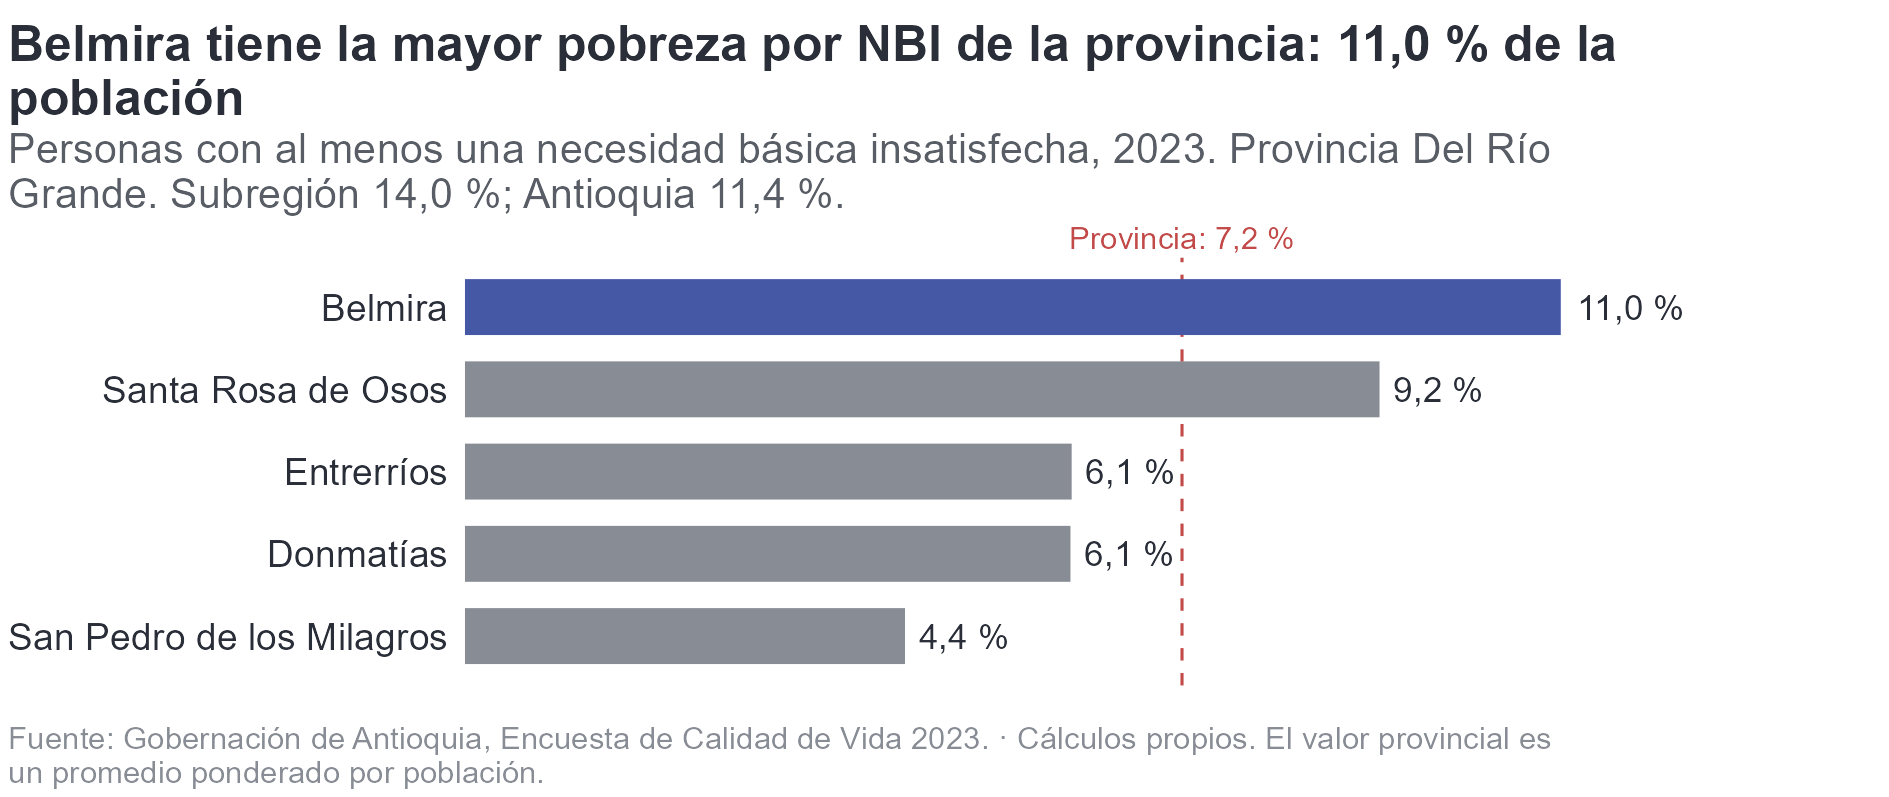 Belmira tiene la mayor pobreza por NBI de la provincia: 11,0 % de la
población
Personas con al menos una necesidad básica insatisfecha, 2023. Provincia Del Río
Grande. Subregión 14,0 %; Antioquia 11,4 %.
Provincia: 7,2 %
Belmira 11,0 %
Santa Rosa de Osos 9,2 %
Entrerríos 6,1 %
Donmatías 6,1 %
San Pedro de los Milagros 4,4 %
Fuente: Gobernación de Antioquia, Encuesta de Calidad de Vida 2023. · Cálculos propios. El valor provincial es
un promedio ponderado por población.